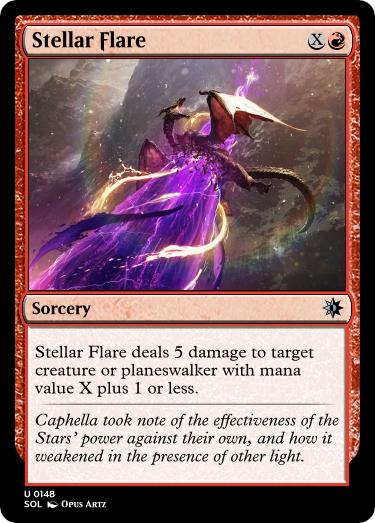 Stellar Flare X
Sorcery
Stellar Flare deals 5 damage to target
creature or planeswalker with mana
value X plus 1 or less.
Caphella took note of the effectiveness of the
Stars' power against their own, and how it
weakened in the presence of other light.
U 0148
SOL Opus Artz